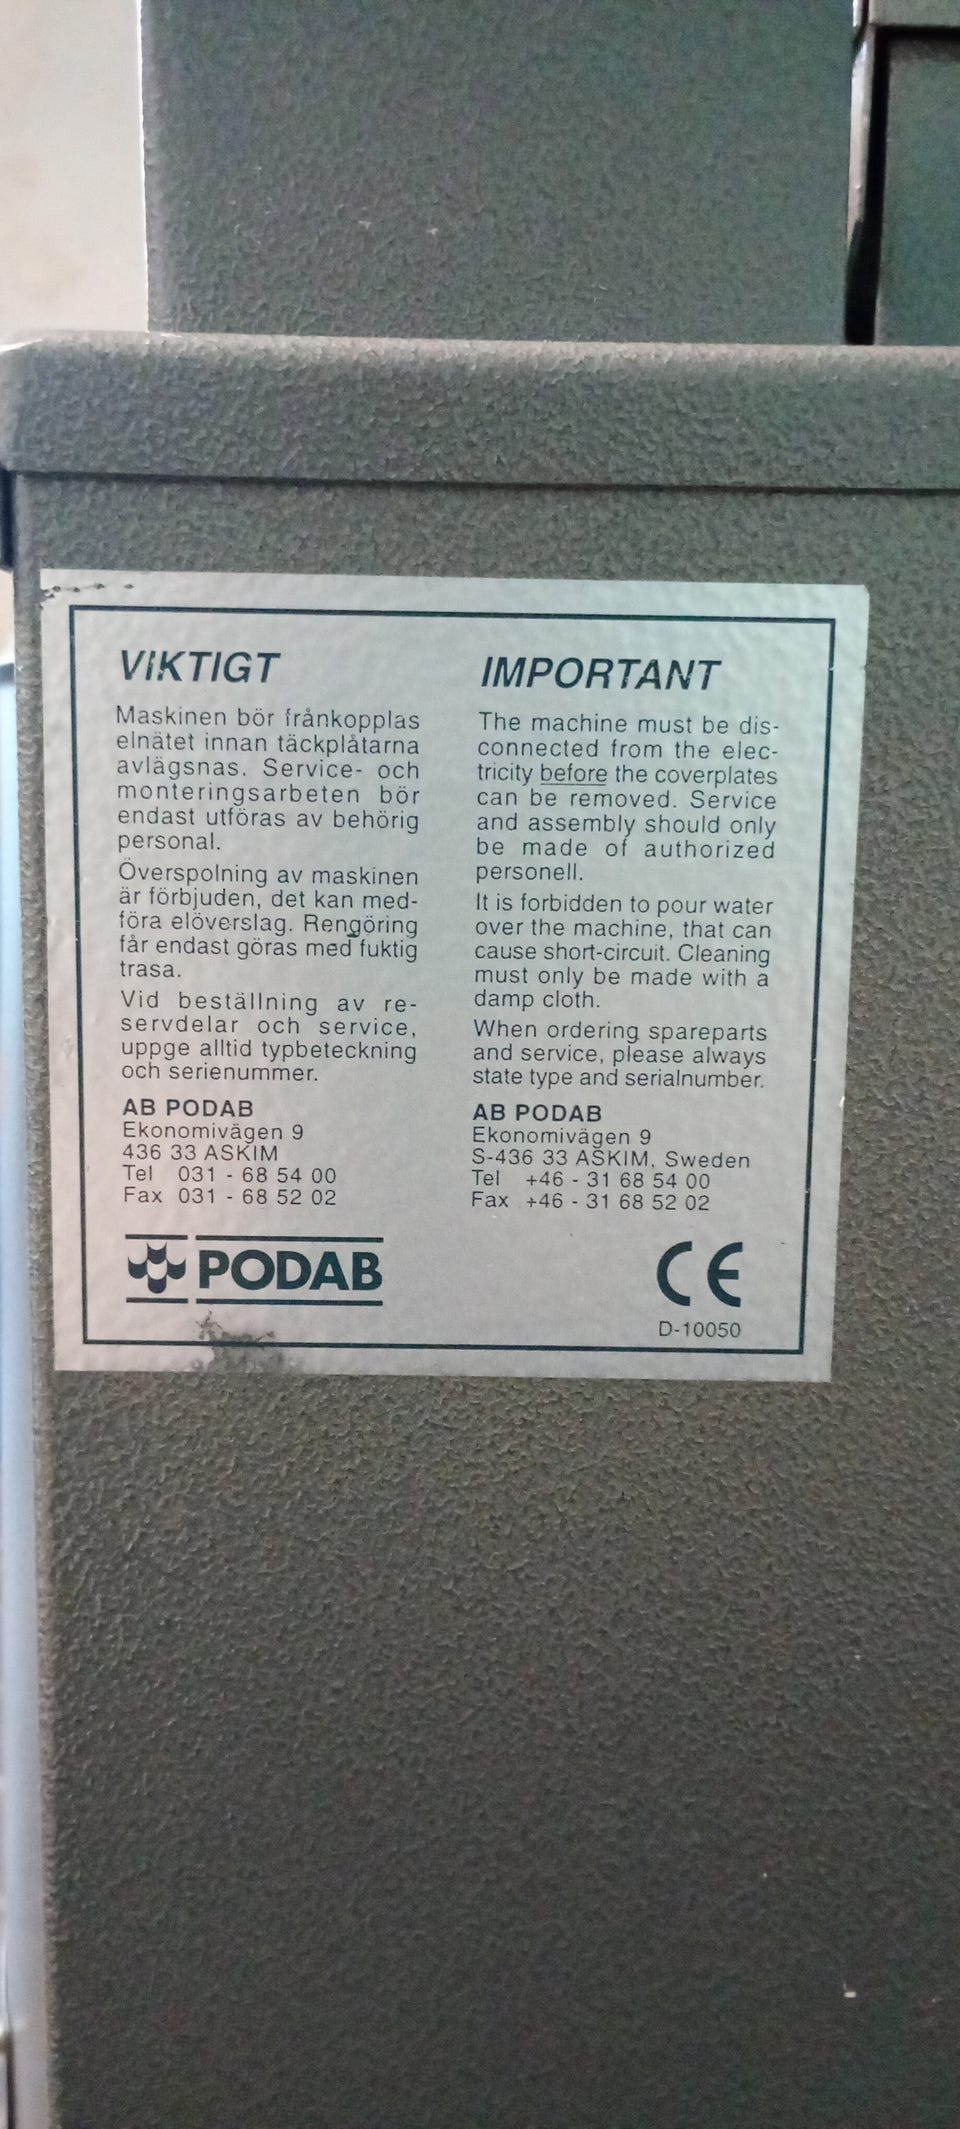 VIKTIGT
Maskinen bör frånkopplas
elnätet innan täckplåtarna
avlägsnas. Service- och
monteringsarbeten bör
endast utföras av behörig
personal.
Överspolning av maskinen
är förbjuden, det kan med-
föra elöverslag. Rengöring
får endast göras med fuktig
trasa.
Vid beställning av re-
servdelar och service,
uppge alltid typbeteckning
och serienummer.
AB PODAB
Ekonomivägen 9
436 33 ASKIM
Tel 031 - 68 54 00
Fax 031 - 68 52 02
PODAB
IMPORTANT
The machine must be dis-
connected from the elec-
tricity before the coverplates
can be removed. Service
and assembly should only
be made of authorized
personell.
It is forbidden to pour water
over the machine, that can
cause short-circuit. Cleaning
must only be made with a
damp cloth.
When ordering spareparts
and service, please always
state type and serialnumber.
AB PODAB
Ekonomivägen 9
S-436 33 ASKIM, Sweden
Tel +46 - 31 68 54 00
Fax +46 - 31 68 52 02
CE
D-10050